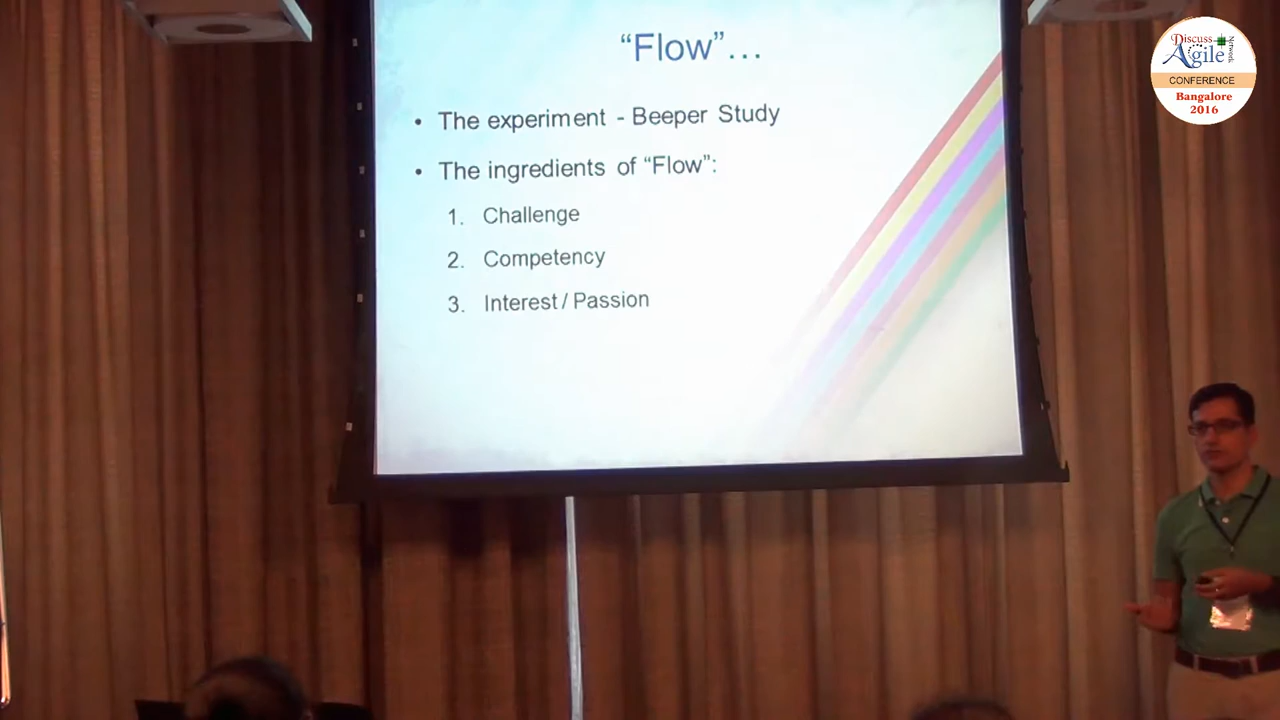 “Flow”...
• The experiment - Beeper Study
• The ingredients of “Flow”:
1. Challenge
2. Competency
3. Interest / Passion
Discuss
Agile
Network
CONFERENCE
Bangalore
2016